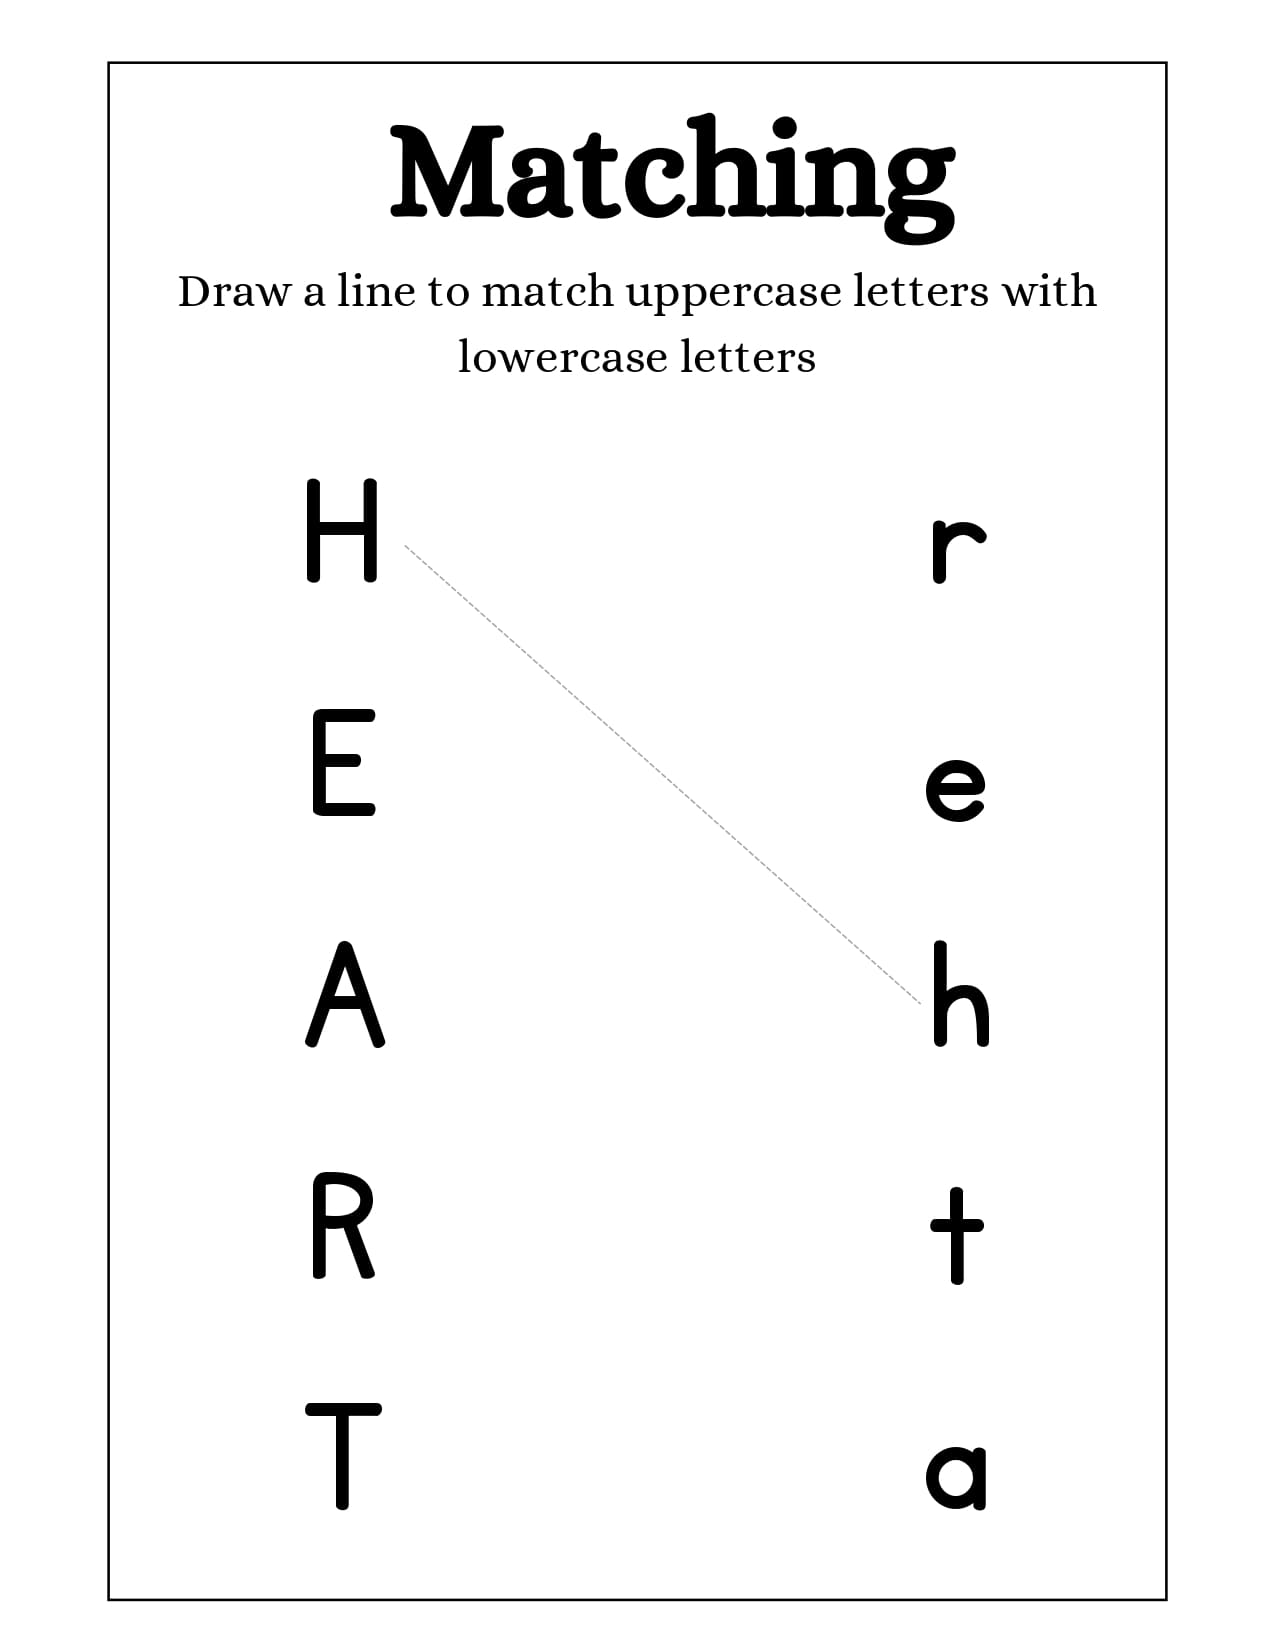 Matching
Draw a line to match uppercase letters with
lowercase letters
H r
E e
A h
R t
T a